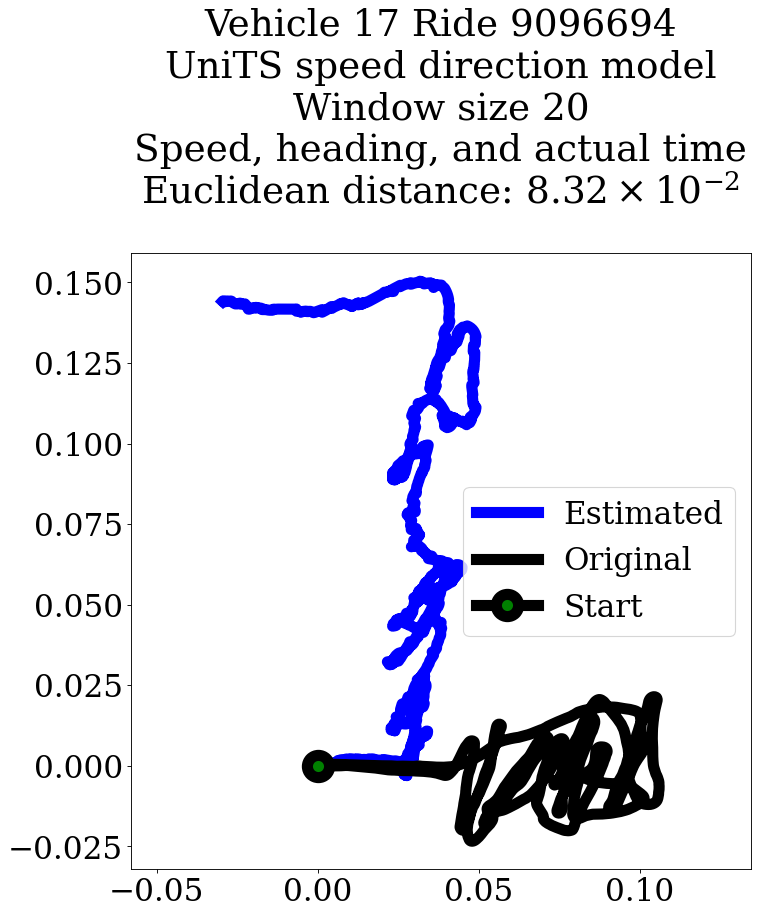 Vehicle 17 Ride 9096694
UniTS speed direction model
Window size 20
Speed, heading, and actual time
Euclidean distance: 8.32 × 10⁻²
0.150
0.125
0.100
0.075
0.050
0.025
0.000
−0.025
Estimated
Original
Start
−0.05 0.00 0.05 0.10